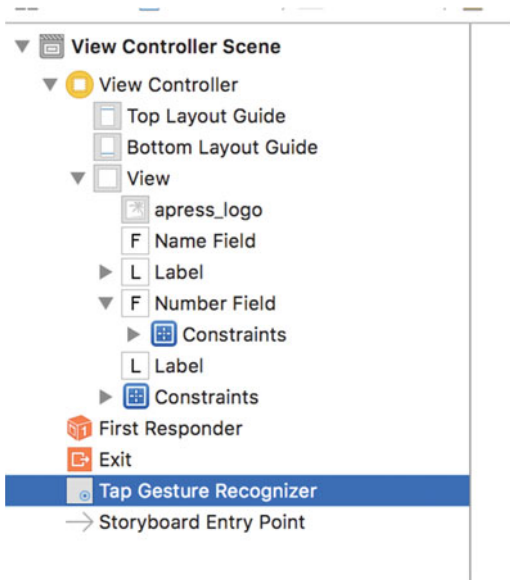 View Controller Scene
View Controller
Top Layout Guide
Bottom Layout Guide
View
apress_logo
F Name Field
L Label
F Number Field
Constraints
L Label
Constraints
First Responder
Exit
Tap Gesture Recognizer
Storyboard Entry Point